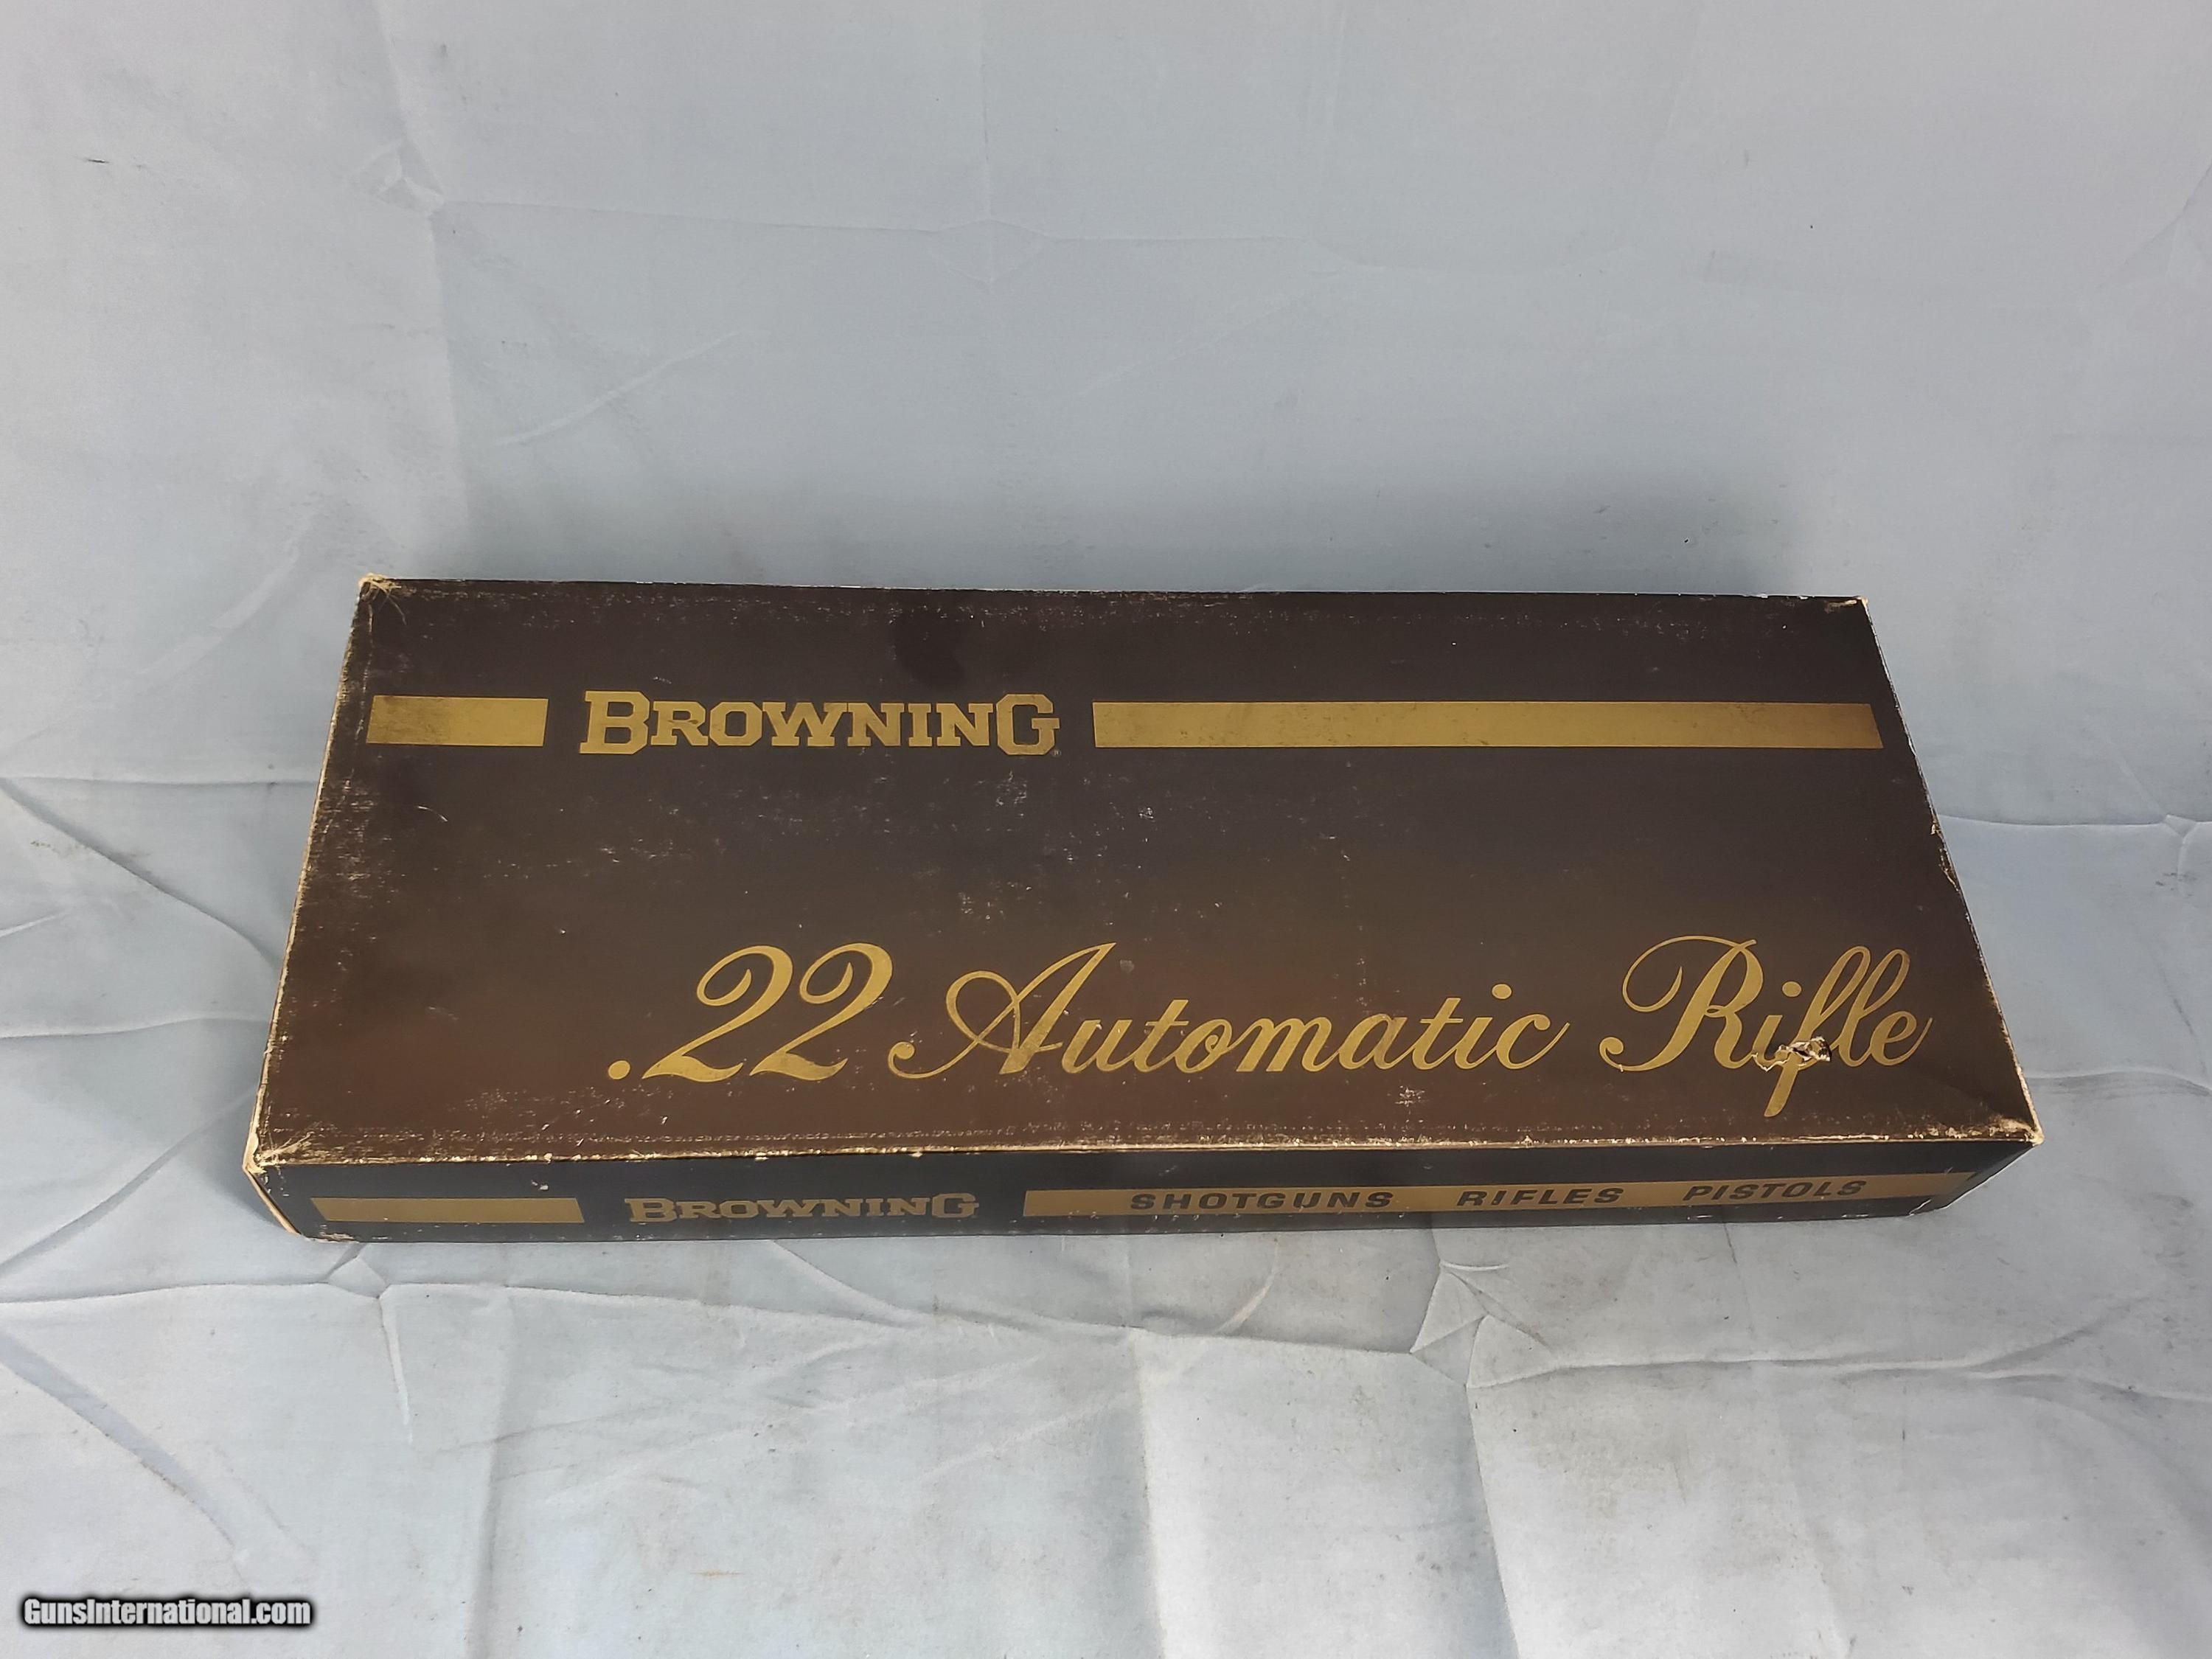 BROWNING
.22 Automatic Rifle
BROWNING SHOTGUNS RIFLES PISTOLS
GunsInternational.com